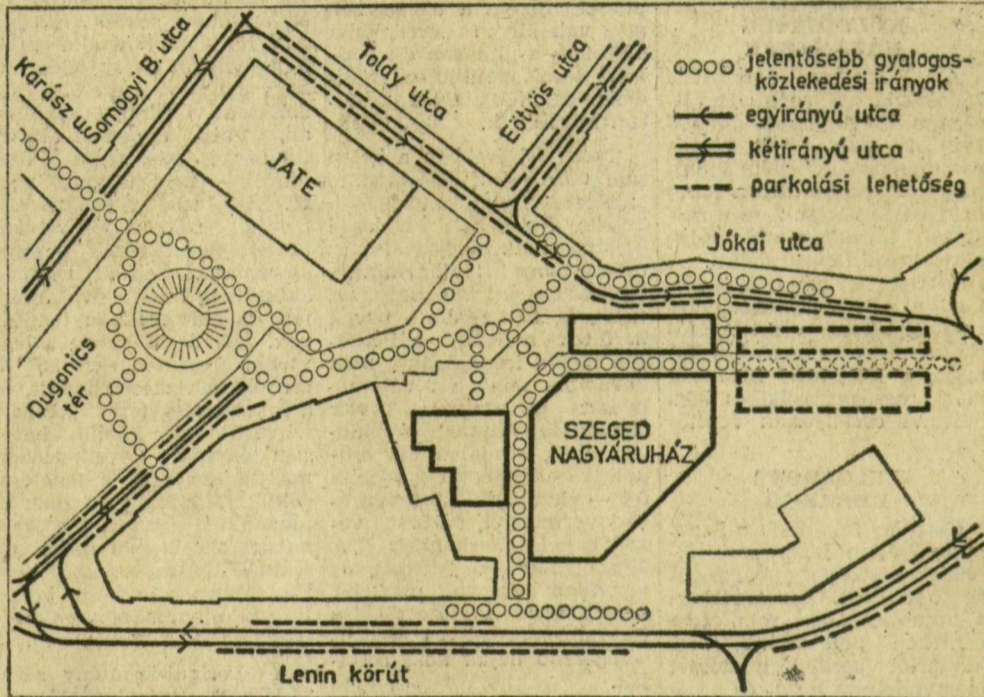 Kárász u.
Somogyi B. utca
Toldy utca
Eötvös utca
jelentősebb gyalogos-
közlekedési irányok
egyirányú utca
kétirányú utca
parkolási lehetőség
JATE
Jókai utca
Dugonics
tér
SZEGED
NAGYÁRUHÁZ
Lenin körút